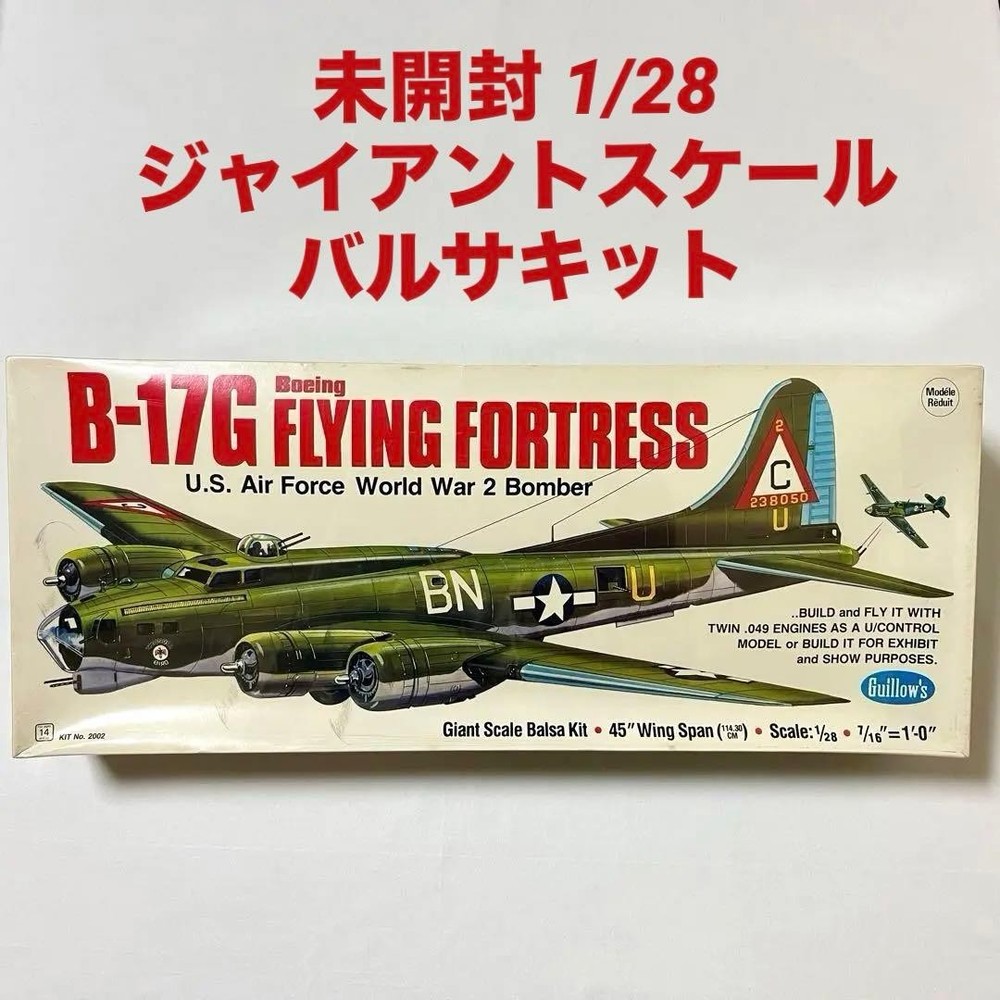 未開封 1/28
ジャイアントスケール
バルサキット
Boeing
B-17G FLYING FORTRESS
U.S. Air Force World War 2 Bomber
Modéle
Réduit
2
C
238050
U
BN
U
..BUILD and FLY IT WITH
TWIN .049 ENGINES AS A U/CONTROL
MODEL or BUILD IT FOR EXHIBIT
and SHOW PURPOSES.
Guillow's
14
KIT No. 2002
Giant Scale Balsa Kit • 45" Wing Span (114.30 CM) • Scale: 1/28 • 7/16"=1'-0"